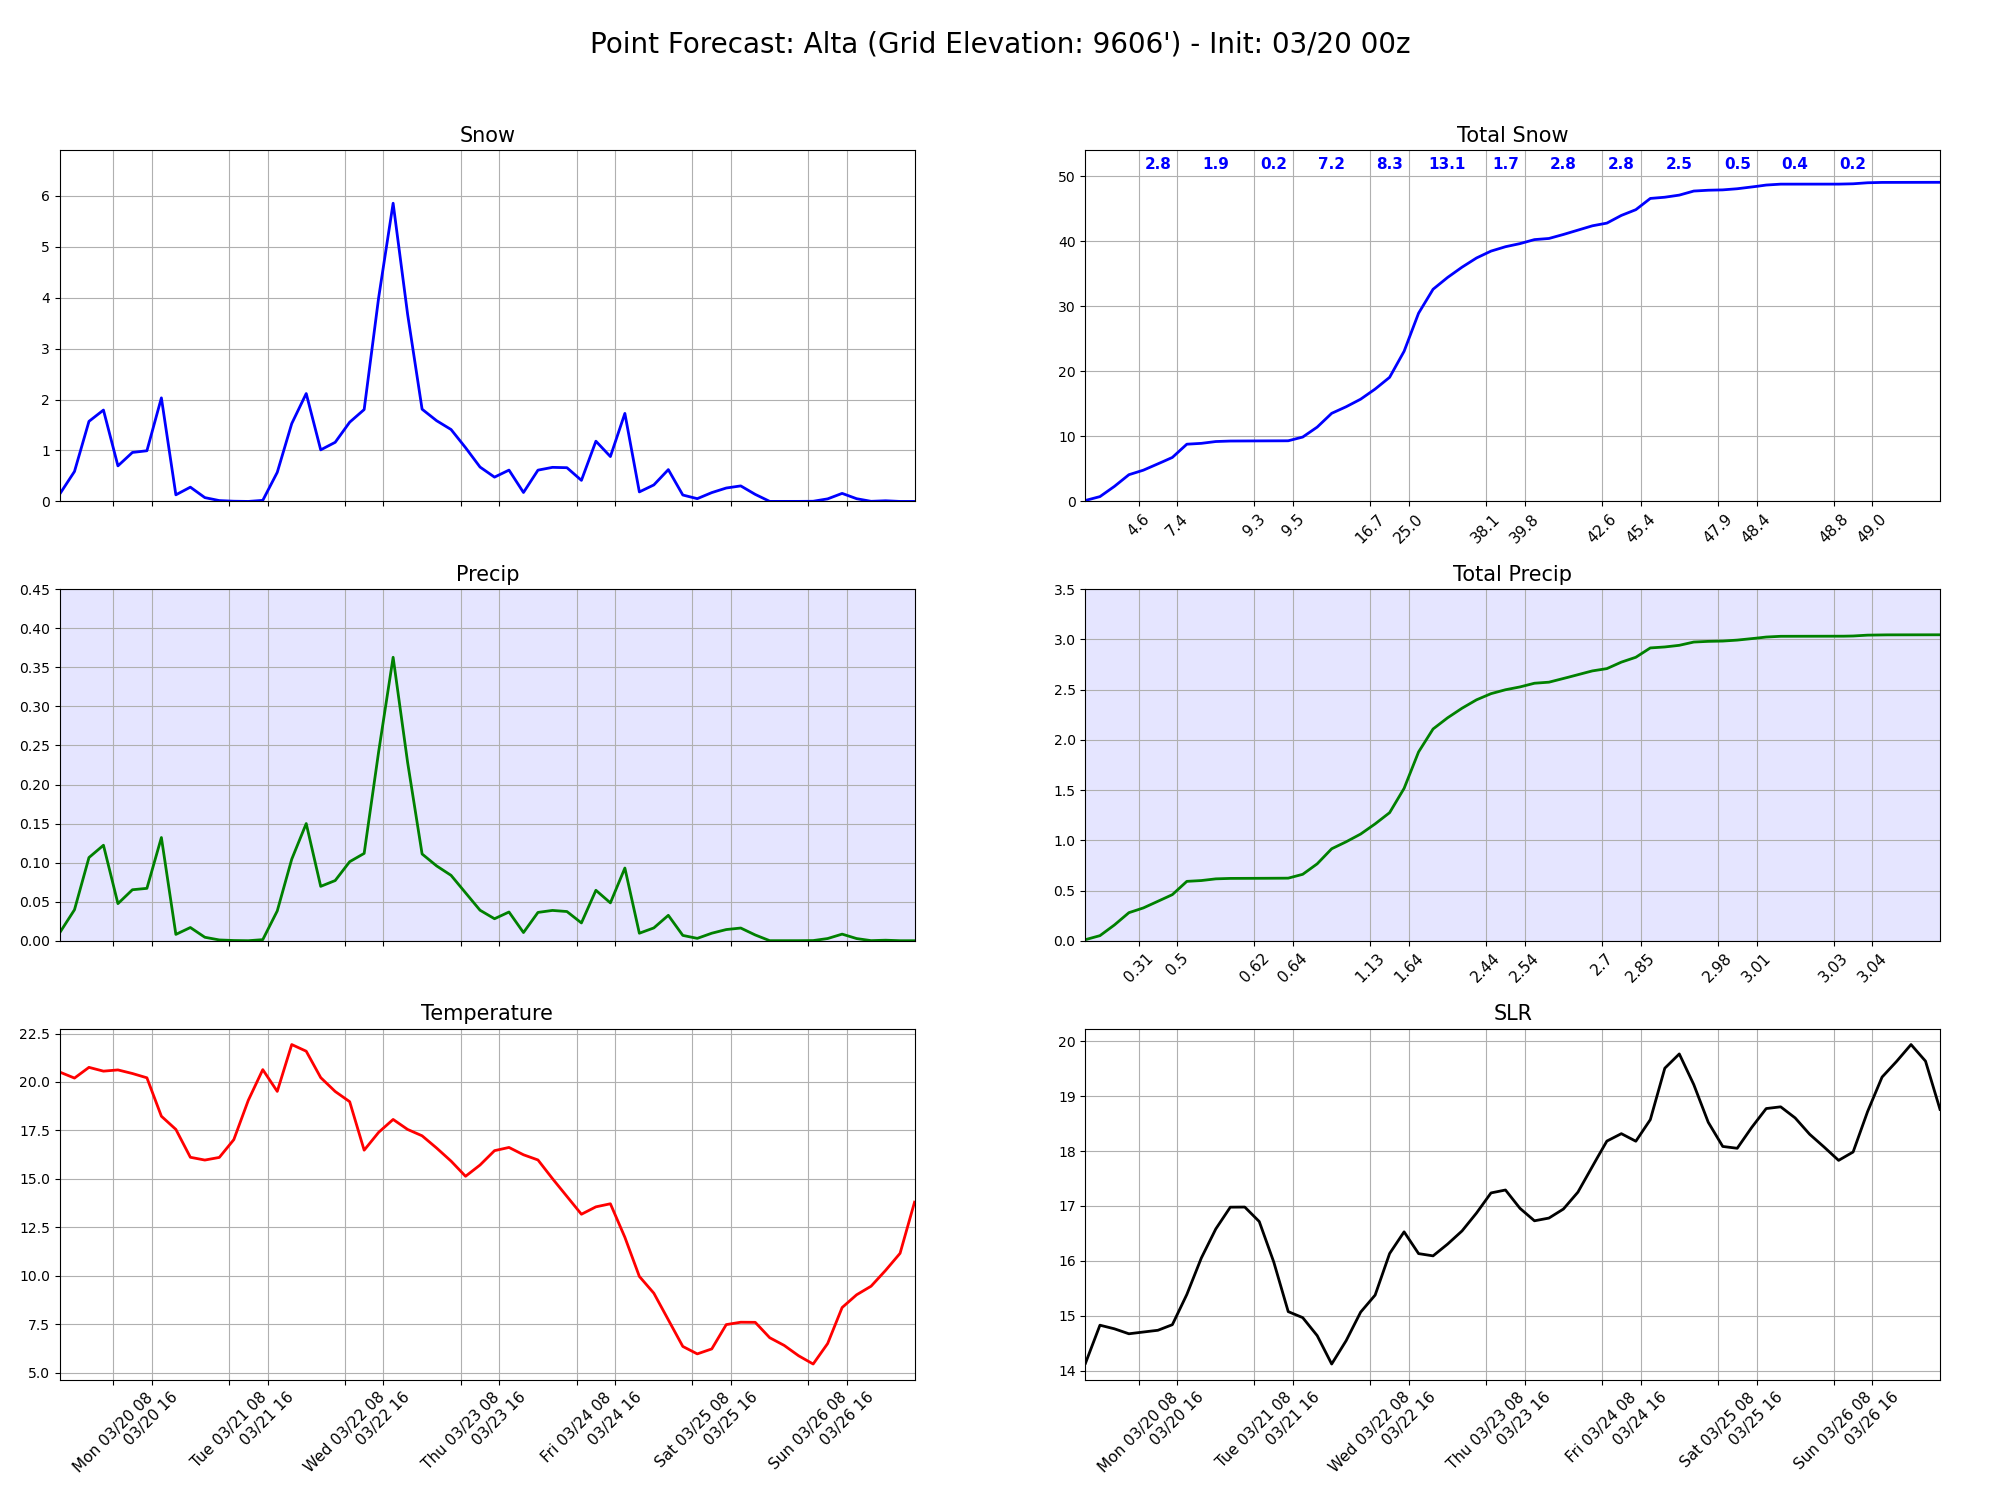 Point Forecast: Alta (Grid Elevation: 9606') - Init: 03/20 00z
Snow
6
5
4
3
2
1
0
Total Snow
2.8 1.9 0.2 7.2 8.3 13.1 1.7 2.8 2.8 2.5 0.5 0.4 0.2
50
40
30
20
10
0
4.6 7.4 9.3 9.5 16.7 25.0 38.1 39.8 42.6 45.4 47.9 48.4 48.8 49.0
Precip
0.45
0.40
0.35
0.30
0.25
0.20
0.15
0.10
0.05
0.00
Total Precip
3.5
3.0
2.5
2.0
1.5
1.0
0.5
0.0
0.31 0.5 0.62 0.64 1.13 1.64 2.44 2.54 2.7 2.85 2.98 3.01 3.03 3.04
Temperature
22.5
20.0
17.5
15.0
12.5
10.0
7.5
5.0
Mon 03/20 08
03/20 16
Tue 03/21 08
03/21 16
Wed 03/22 08
03/22 16
Thu 03/23 08
03/23 16
Fri 03/24 08
03/24 16
Sat 03/25 08
03/25 16
Sun 03/26 08
03/26 16
SLR
20
19
18
17
16
15
14
Mon 03/20 08
03/20 16
Tue 03/21 08
03/21 16
Wed 03/22 08
03/22 16
Thu 03/23 08
03/23 16
Fri 03/24 08
03/24 16
Sat 03/25 08
03/25 16
Sun 03/26 08
03/26 16